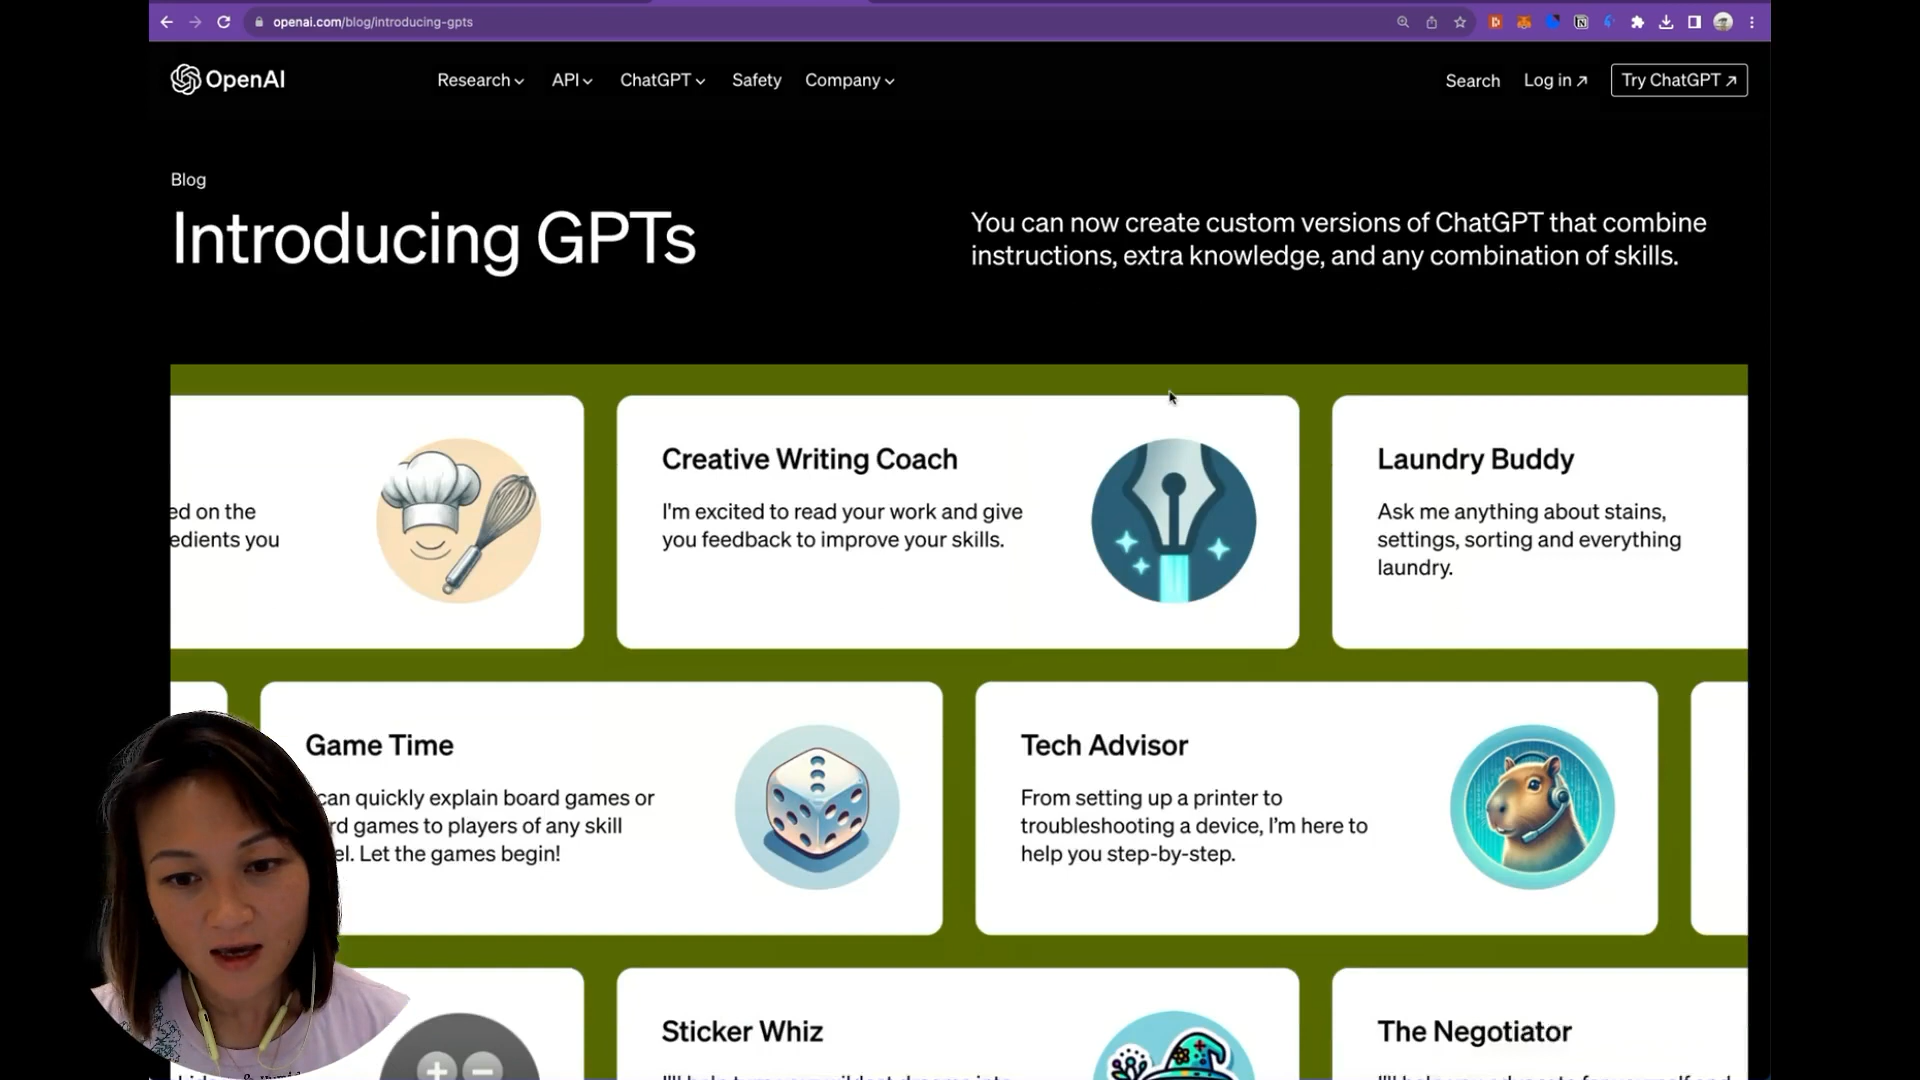 openai.com/blog/introducing-gpts
OpenAI
Research API ChatGPT Safety Company
Search Log in ↗ Try ChatGPT ↗
Blog
Introducing GPTs
You can now create custom versions of ChatGPT that combine
instructions, extra knowledge, and any combination of skills.
ed on the
edients you
Creative Writing Coach
I'm excited to read your work and give
you feedback to improve your skills.
Laundry Buddy
Ask me anything about stains,
settings, sorting and everything
laundry.
Game Time
can quickly explain board games or
rd games to players of any skill
el. Let the games begin!
Tech Advisor
From setting up a printer to
troubleshooting a device, I'm here to
help you step-by-step.
Sticker Whiz
The Negotiator